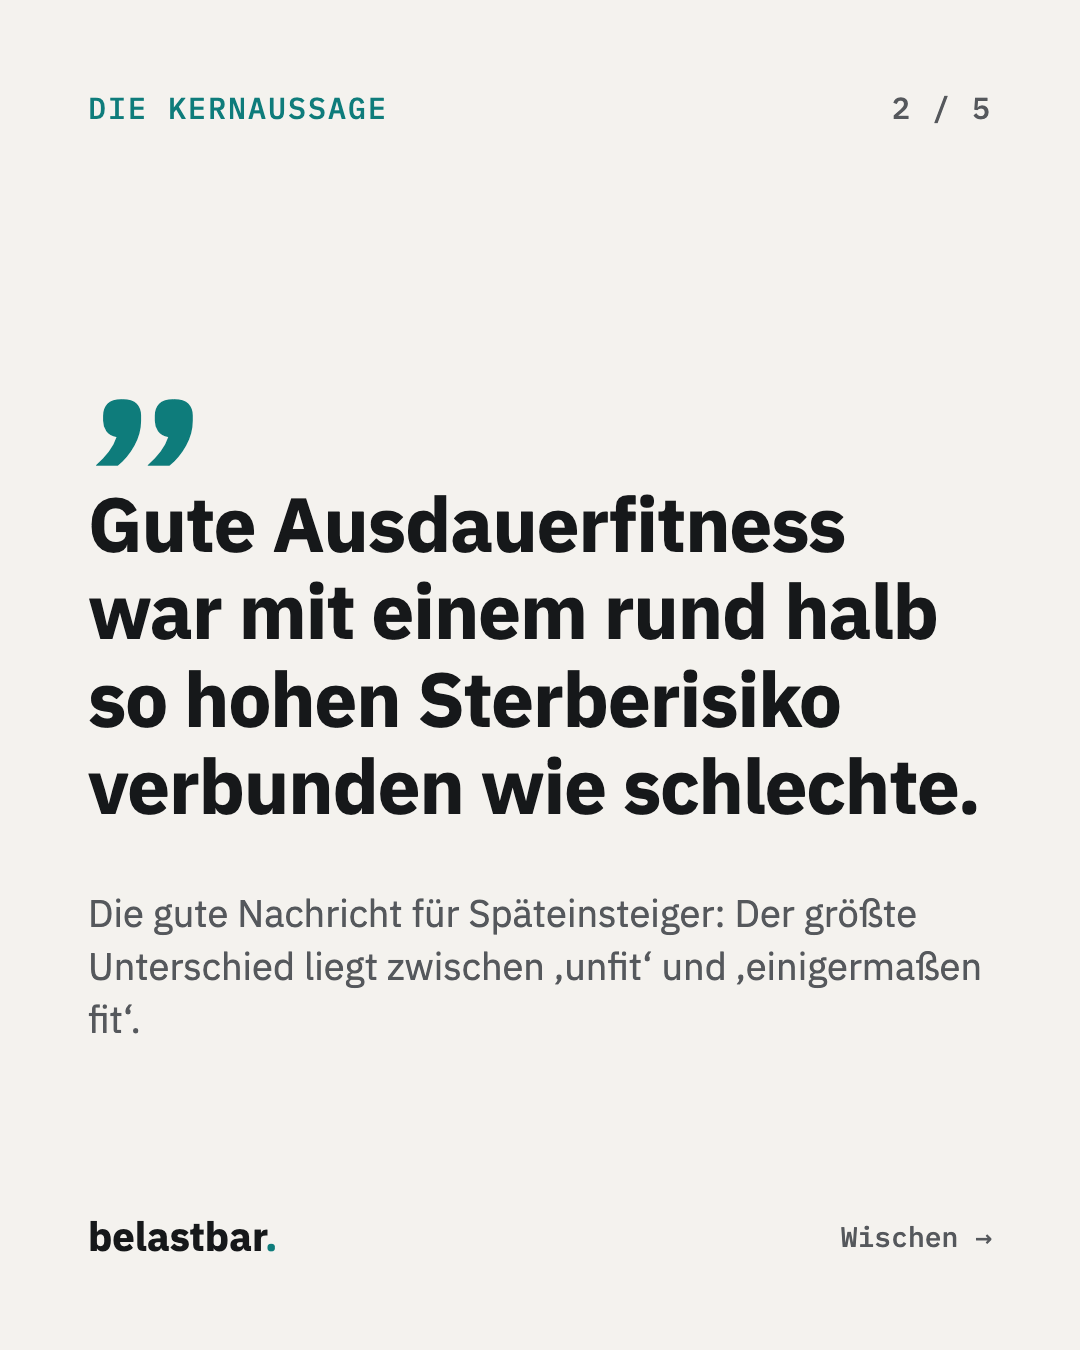 DIE KERNAUSSAGE
2 / 5
”
Gute Ausdauerfitness
war mit einem rund halb
so hohen Sterberisiko
verbunden wie schlechte.
Die gute Nachricht für Späteinsteiger: Der größte
Unterschied liegt zwischen ‚unfit‘ und ‚einigermaßen
fit‘.
belastbar.
Wischen →